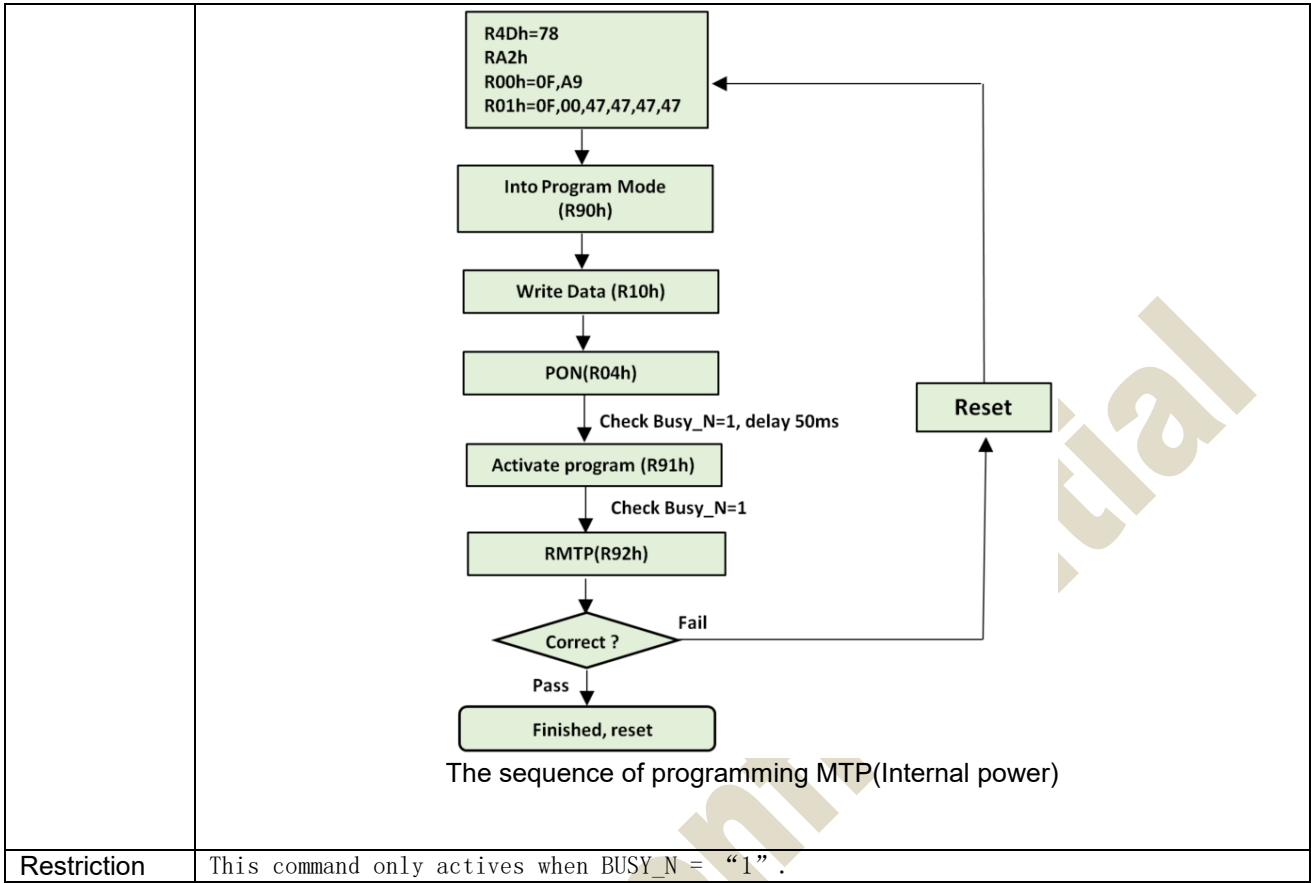 R4Dh=78
RA2h
R00h=0F,A9
R01h=0F,00,47,47,47,47
Into Program Mode
(R90h)
Write Data (R10h)
PON(R04h)
Check Busy_N=1, delay 50ms
Reset
Activate program (R91h)
Check Busy_N=1
RMTP(R92h)
Correct ?
Fail
Pass
Finished, reset
The sequence of programming MTP(Internal power)
Restriction
This command only actives when BUSY_N = “1”.